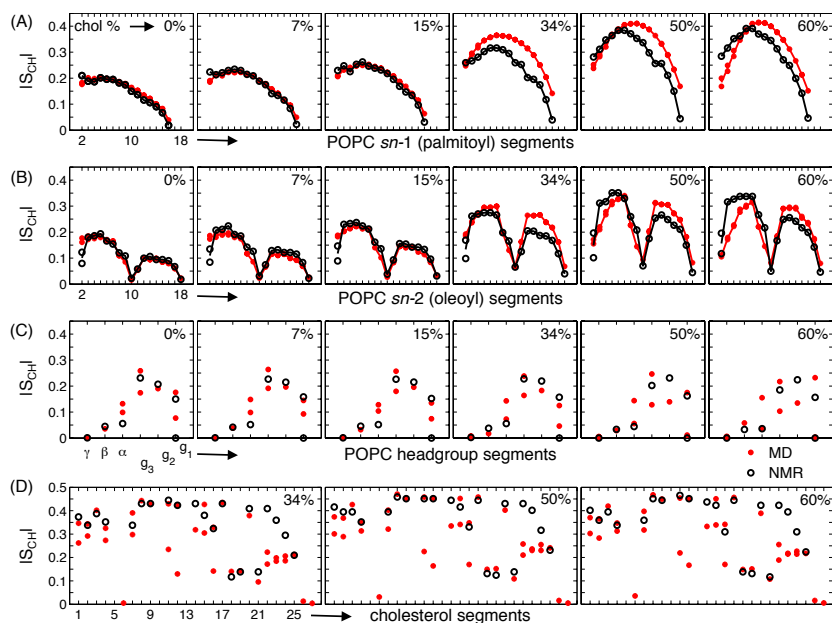 (A) chol % 0% 7% 15% 34% 50% 60%
0.4
0.3
0.2
0.1
0
|S_CH|
2 10 18
POPC sn-1 (palmitoyl) segments
(B) 0% 7% 15% 34% 50% 60%
0.4
0.3
0.2
0.1
0
|S_CH|
2 10 18
POPC sn-2 (oleoyl) segments
(C) 0% 7% 15% 34% 50% 60%
0.4
0.3
0.2
0.1
0
|S_CH|
γ β α g_3 g_2 g_1
POPC headgroup segments
MD
NMR
(D) 34% 50% 60%
0.5
0.4
0.3
0.2
0.1
0
|S_CH|
1 5 9 13 17 21 25
cholesterol segments